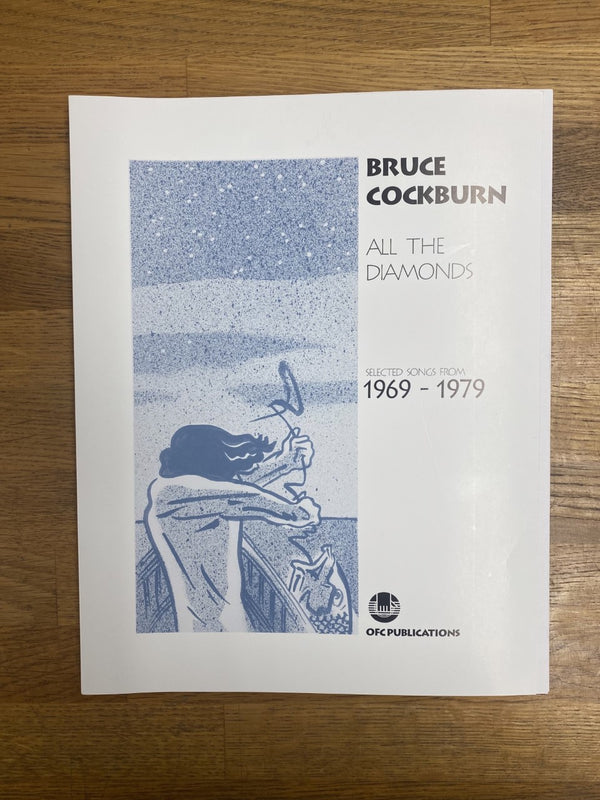 BRUCE
COCKBURN
ALL THE
DIAMONDS
SELECTED SONGS FROM
1969 - 1979
OFC PUBLICATIONS